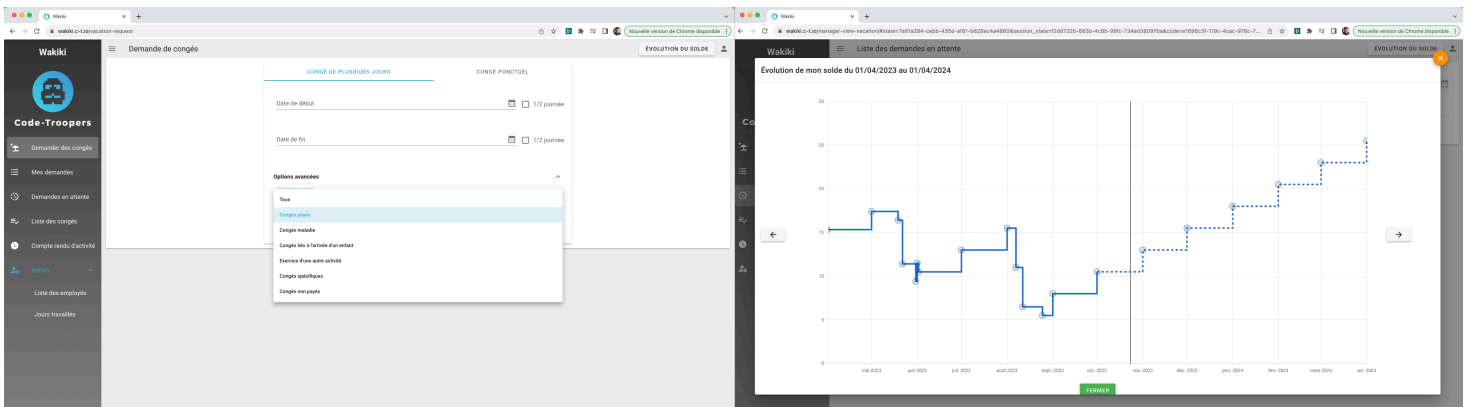 Wakiki
wakiki.c-t.iq/vacation-request
Nouvelle version de Chrome disponible
Wakiki
Demande de congés
ÉVOLUTION DU SOLDE
Code-Troopers
Demander des congés
Mes demandes
Demandes en attente
Liste des congés
Compte rendu d'activité
Admin
Liste des employés
Jours travaillés
CONGÉ DE PLUSIEURS JOURS
CONGÉ PONCTUEL
Date de début
1/2 journée
Date de fin
1/2 journée
Options avancées
Tous
Congés payés
Congés maladie
Congés liés à l'arrivée d'un enfant
Exercice d'une autre activité
Congés spécifiques
Congés non payés
Wakiki
Nouvelle version de Chrome disponible
Wakiki
Liste des demandes en attente
ÉVOLUTION DU SOLDE
Co
Évolution de mon solde du 01/04/2023 au 01/04/2024
30
25
20
15
10
5
0
mai 2023
juin 2023
juil. 2023
août 2023
sept. 2023
oct. 2023
nov. 2023
déc. 2023
janv. 2024
févr. 2024
mars 2024
avr. 2024
FERMER